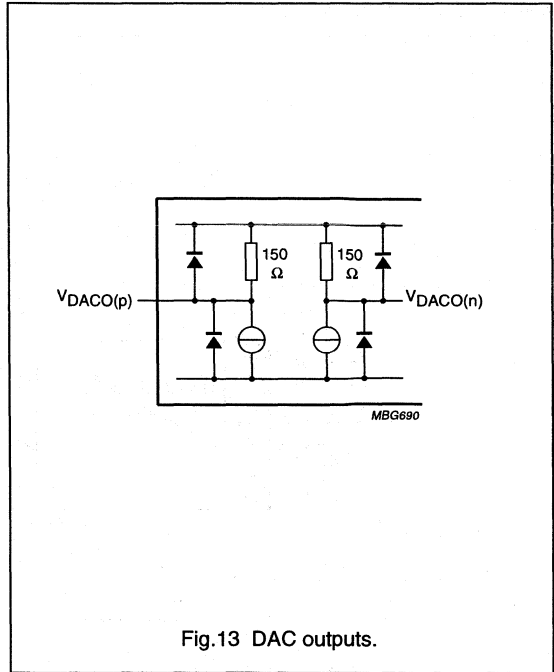 150
Ω
150
Ω
VDACO(p)
VDACO(n)
MBG690
Fig.13 DAC outputs.